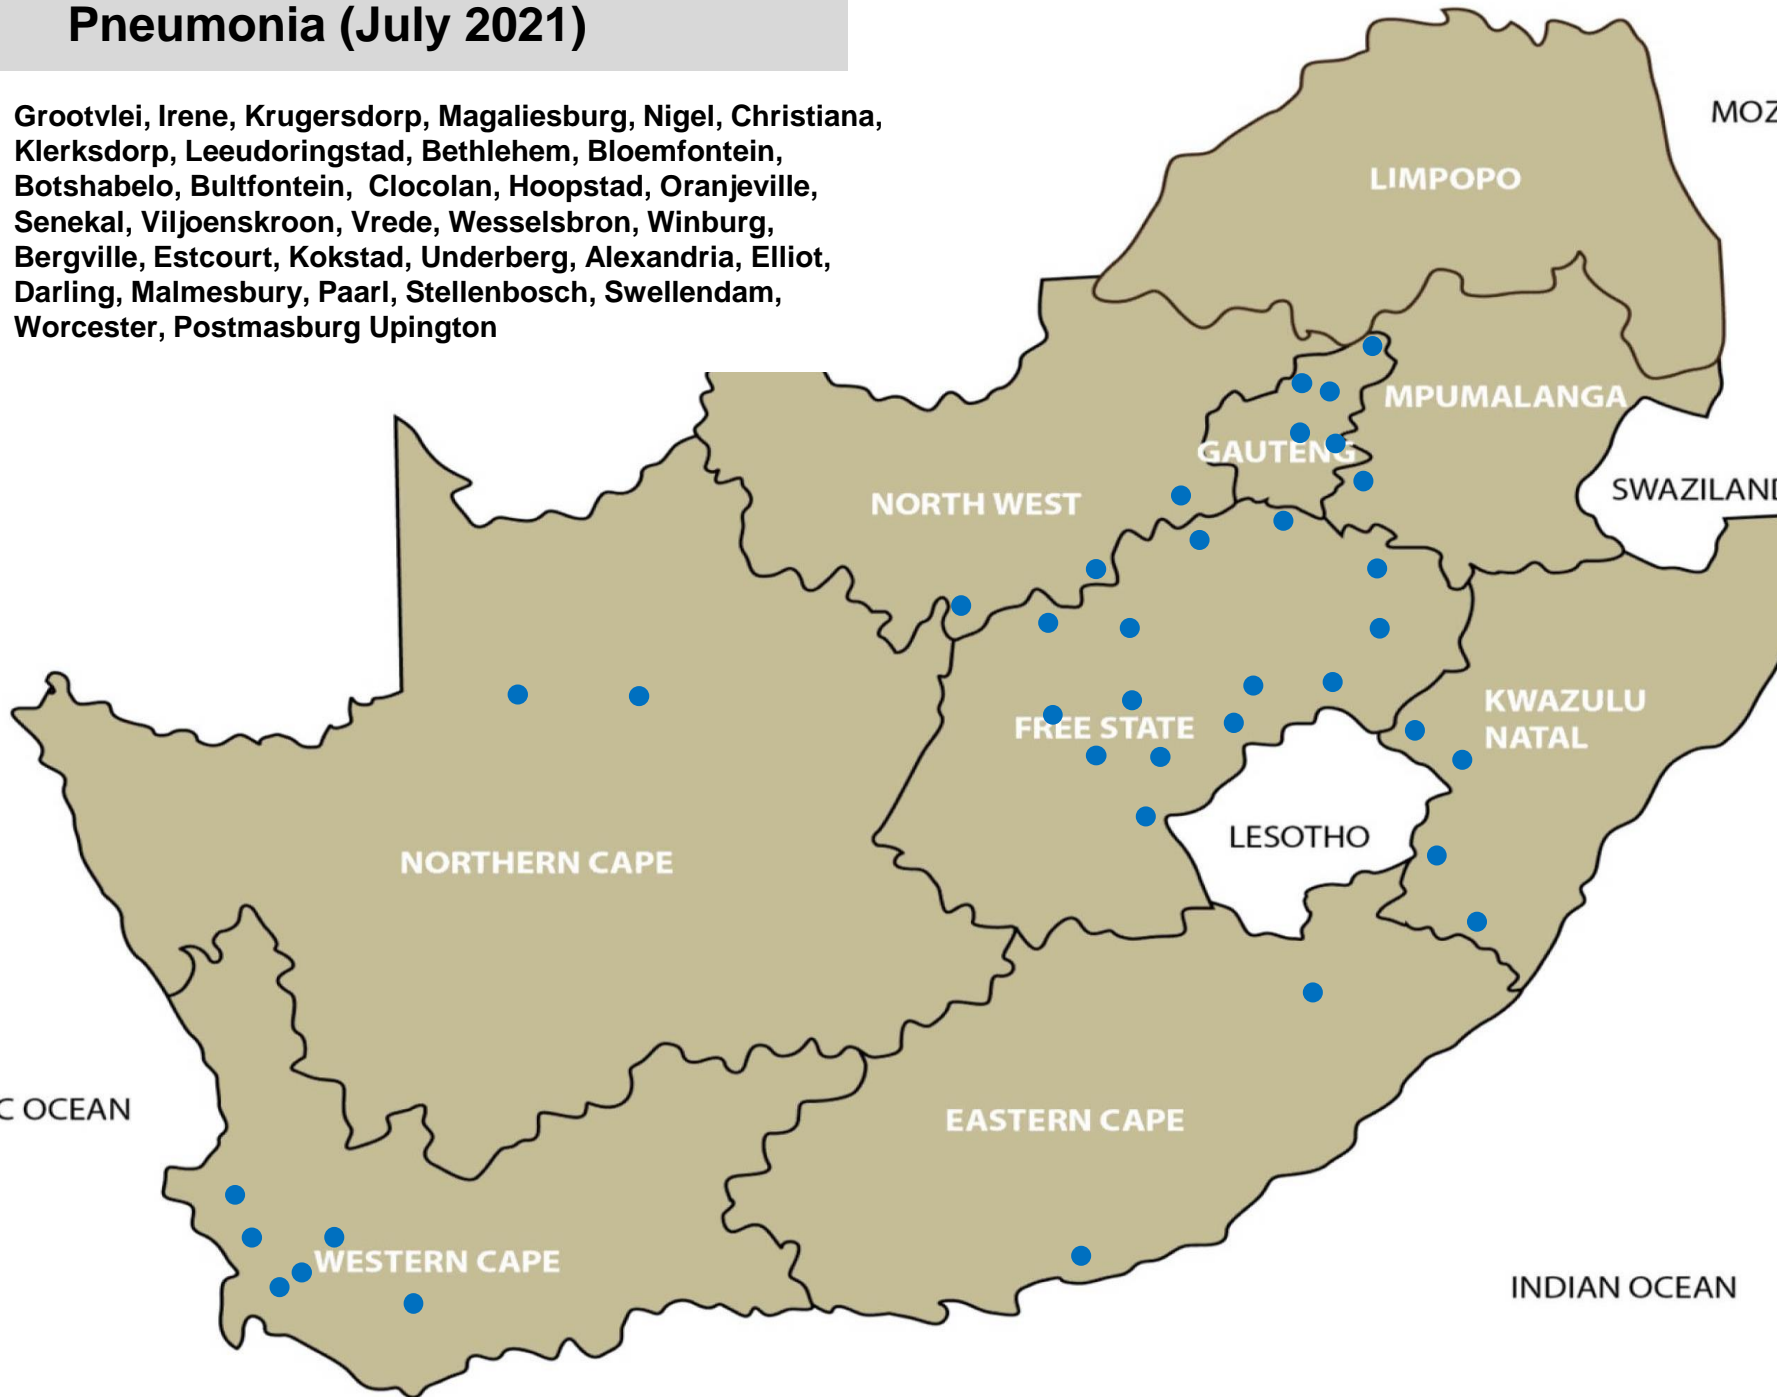 Pneumonia (July 2021)
Grootvlei, Irene, Krugersdorp, Magaliesburg, Nigel, Christiana,
Klerksdorp, Leeudoringstad, Bethlehem, Bloemfontein,
Botshabelo, Bultfontein, Clocolan, Hoopstad, Oranjeville,
Senekal, Viljoenskroon, Vrede, Wesselsbron, Winburg,
Bergville, Estcourt, Kokstad, Underberg, Alexandria, Elliot,
Darling, Malmesbury, Paarl, Stellenbosch, Swellendam,
Worcester, Postmasburg Upington
MOZ
LIMPOPO
MPUMALANGA
GAUTENG
SWAZILAND
NORTH WEST
KWAZULU
NATAL
FREE STATE
LESOTHO
NORTHERN CAPE
C OCEAN
EASTERN CAPE
WESTERN CAPE
INDIAN OCEAN